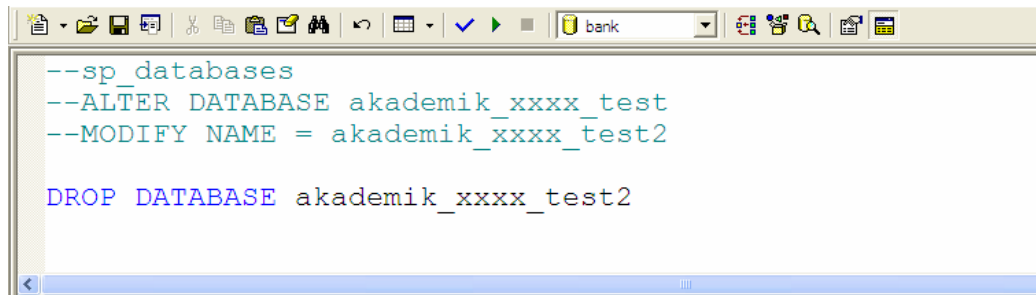 bank
--sp_databases
--ALTER DATABASE akademik_xxxx_test
--MODIFY NAME = akademik_xxxx_test2
DROP DATABASE akademik_xxxx_test2